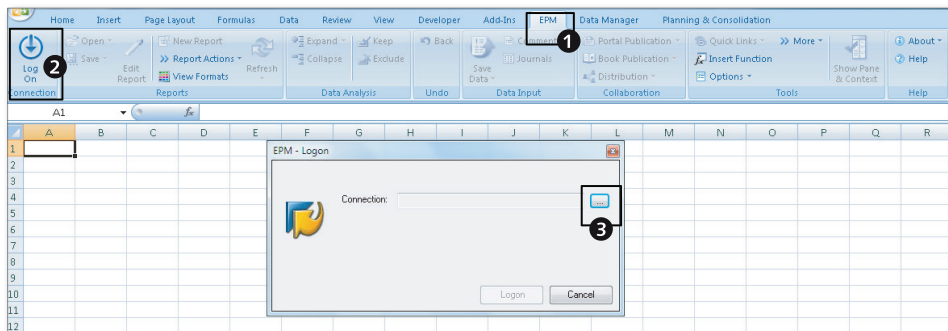 Home Insert Page Layout Formulas Data Review View Developer Add-Ins EPM Data Manager Planning & Consolidation
1
Log On
2
Connection
Open
Save
Edit Report
New Report
Report Actions
View Formats
Refresh
Reports
Expand
Collapse
Keep
Exclude
Data Analysis
Back
Undo
Save Data
Comment
Journals
Data Input
Portal Publication
Book Publication
Distribution
Collaboration
Quick Links
More
Insert Function
Options
Show Pane & Context
Tools
About
Help
Help
A1 fx
A B C D E F G H I J K L M N O P Q R
1
2
3
4
5
6
7
8
9
10
11
12
EPM - Logon
Connection: ...
3
Logon Cancel